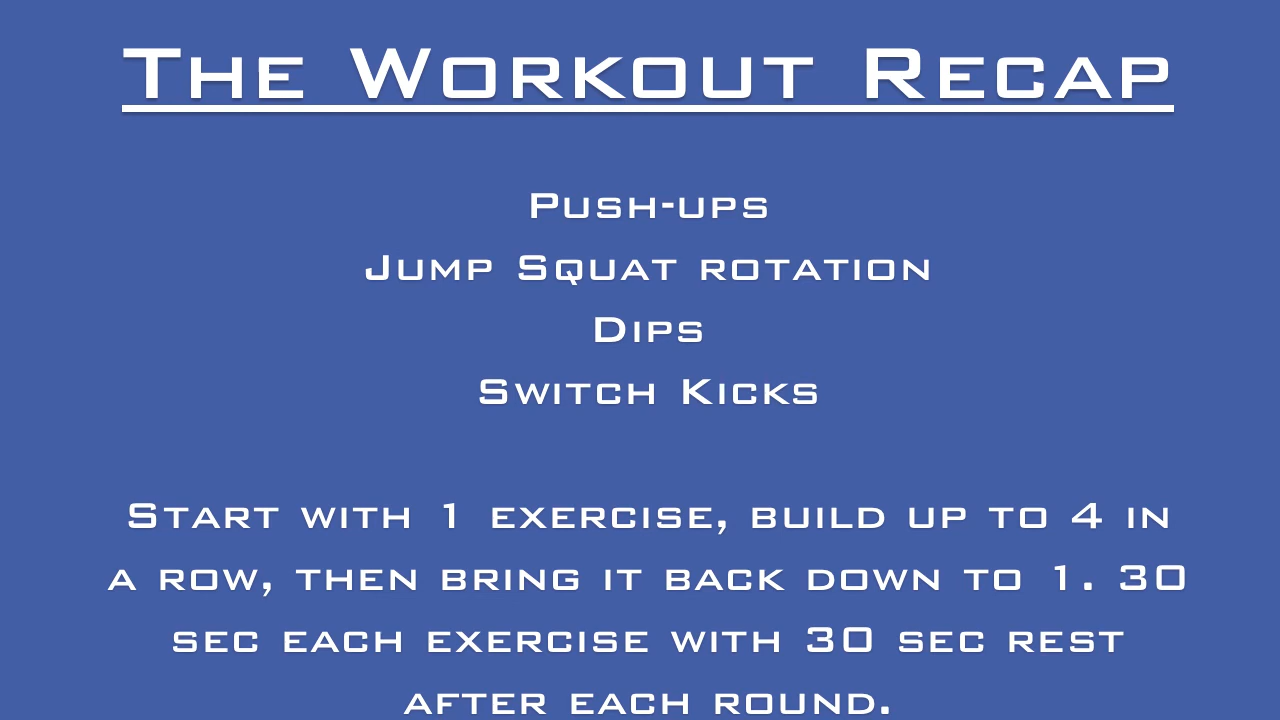 The Workout Recap
Push-ups
Jump Squat rotation
Dips
Switch Kicks
Start with 1 exercise, build up to 4 in
a row, then bring it back down to 1. 30
sec each exercise with 30 sec rest
after each round.